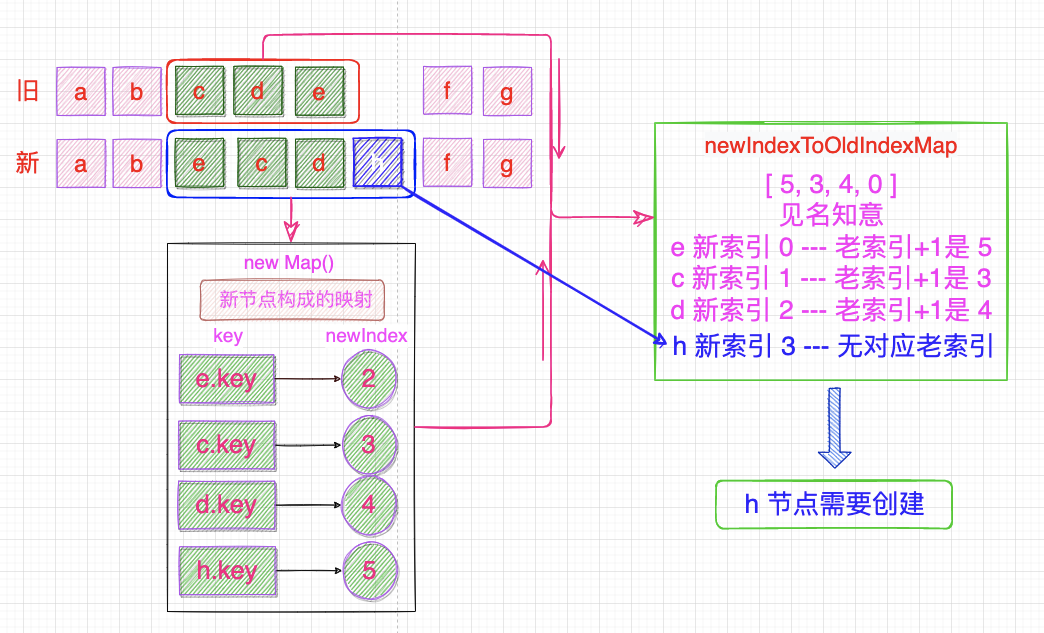 旧 a b c d e f g
新 a b e c d h f g
newIndexToOldIndexMap
[ 5, 3, 4, 0 ]
见名知意
e 新索引 0 --- 老索引+1是 5
c 新索引 1 --- 老索引+1是 3
d 新索引 2 --- 老索引+1是 4
h 新索引 3 --- 无对应老索引
h 节点需要创建
new Map()
新节点构成的映射
key newIndex
e.key 2
c.key 3
d.key 4
h.key 5